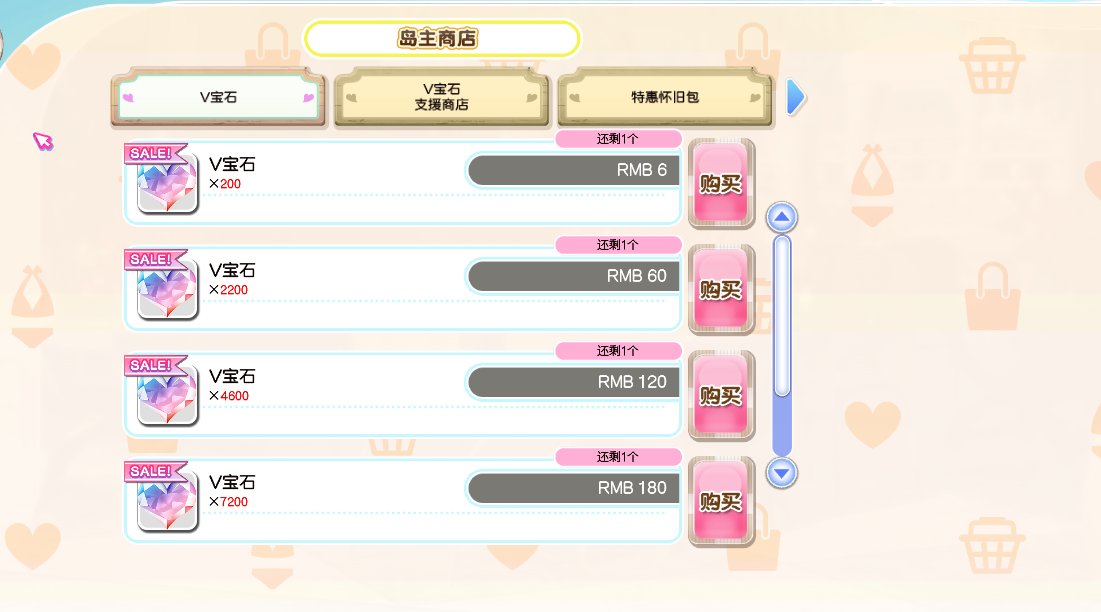 岛主商店
V宝石
V宝石
支援商店
特惠怀旧包
还剩1个
SALE!
V宝石
×200
RMB 6
购买
还剩1个
SALE!
V宝石
×2200
RMB 60
购买
还剩1个
SALE!
V宝石
×4600
RMB 120
购买
还剩1个
SALE!
V宝石
×7200
RMB 180
购买